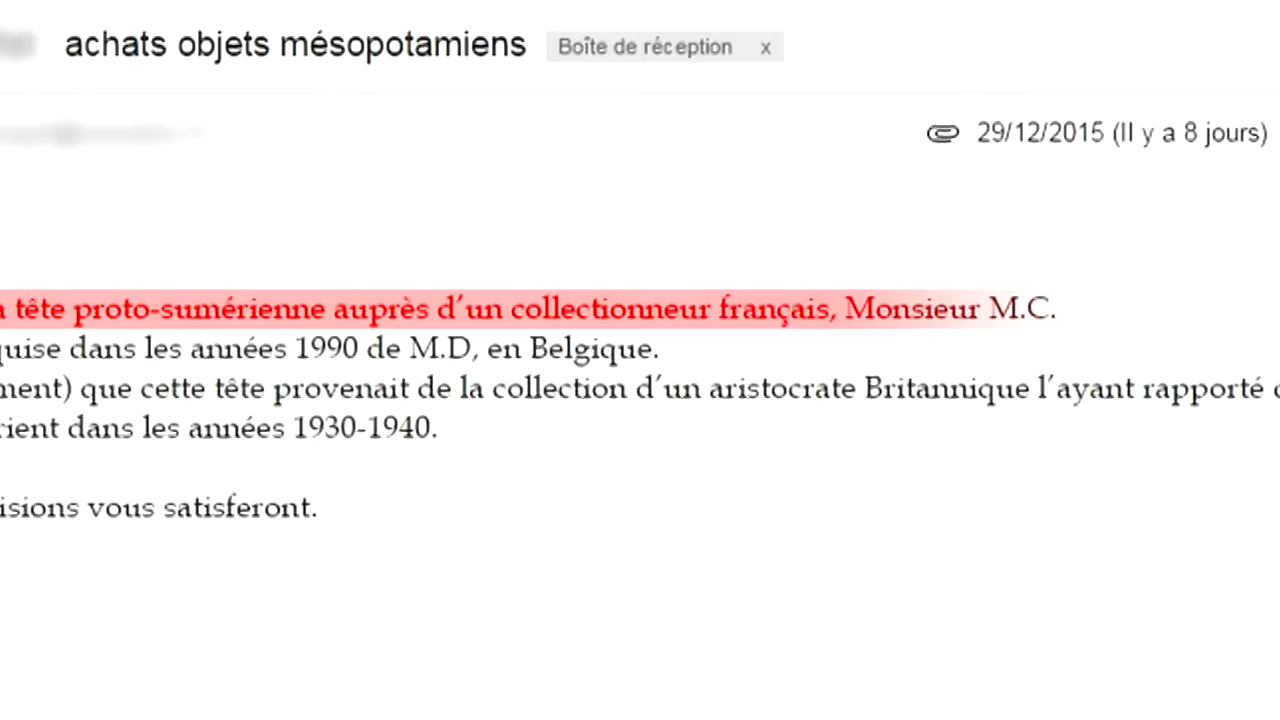 achats objets mésopotamiens Boîte de réception x
29/12/2015 (Il y a 8 jours)
tête proto-sumérienne auprès d'un collectionneur français, Monsieur M.C.
quise dans les années 1990 de M.D, en Belgique.
ment) que cette tête provenait de la collection d'un aristocrate Britannique l'ayant rapporté
rient dans les années 1930-1940.
isions vous satisferont.